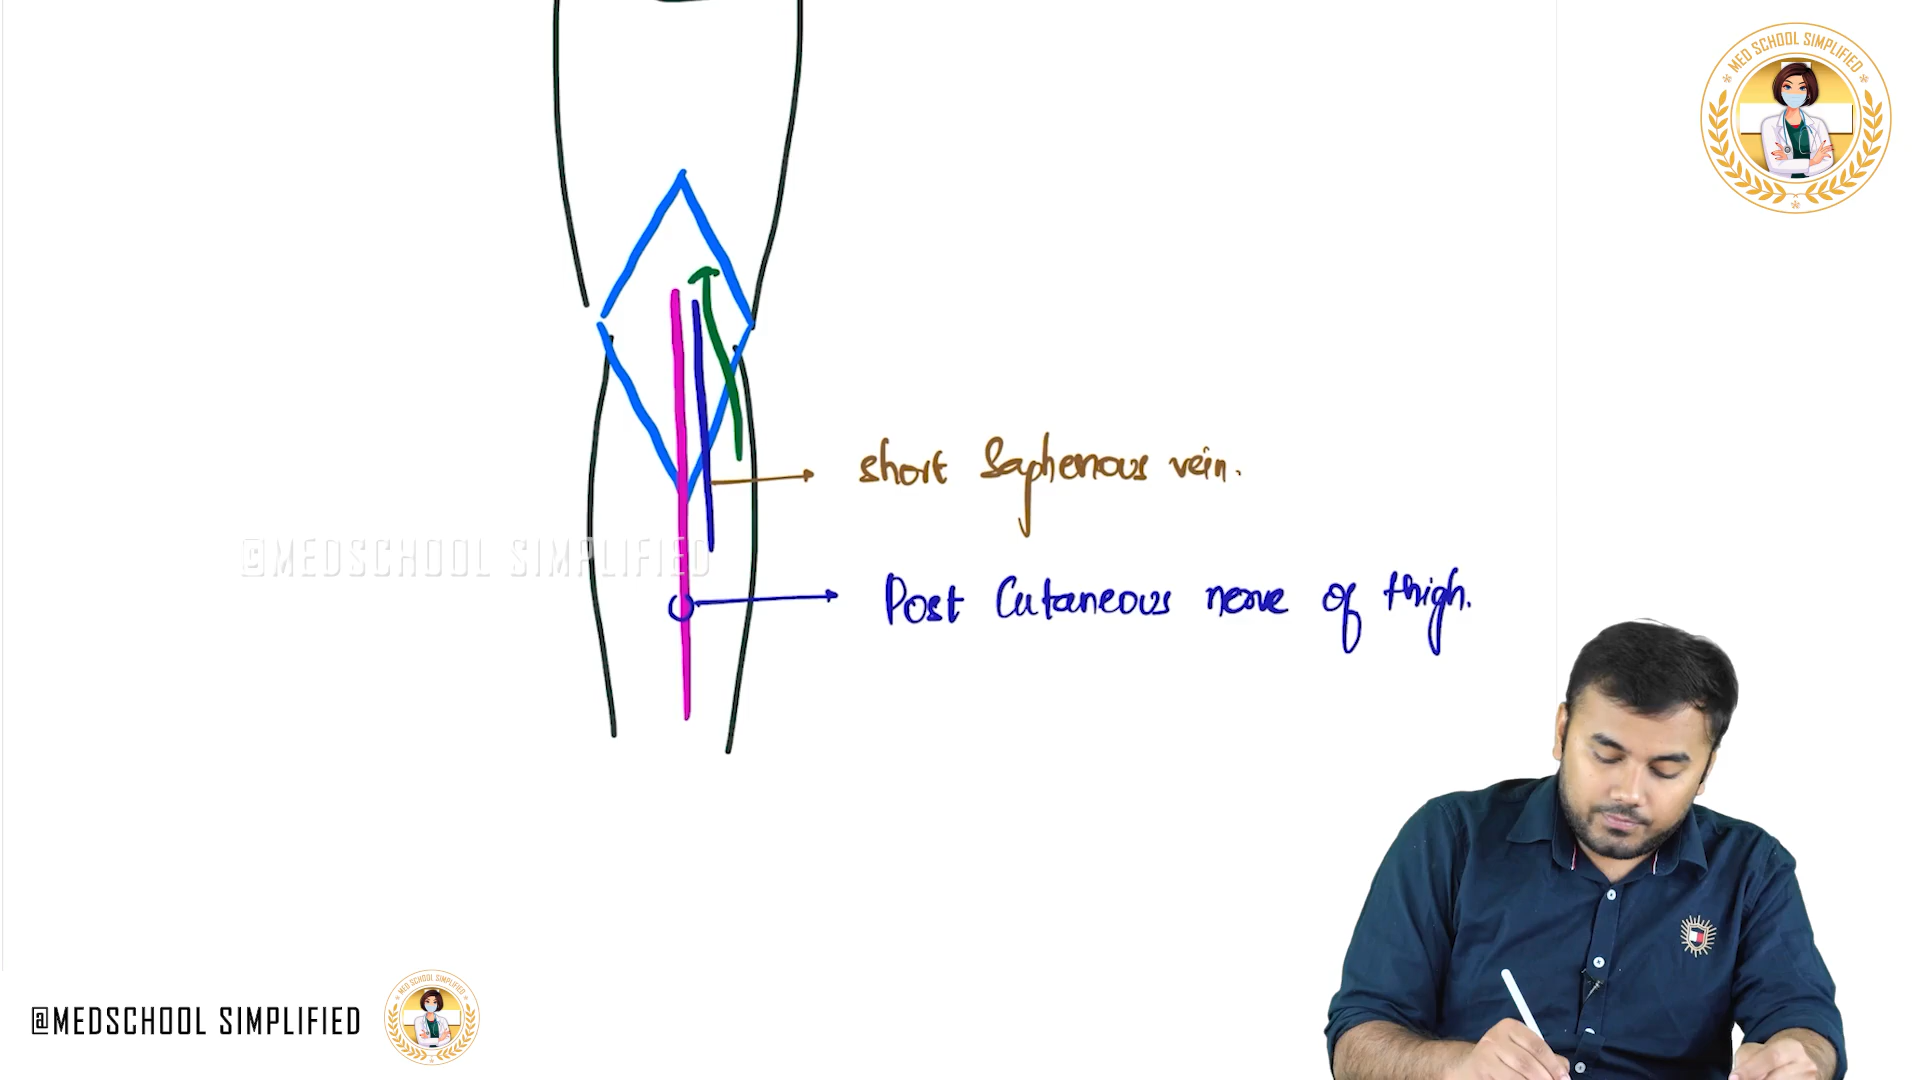 MED SCHOOL SIMPLIFIED
short Saphenous vein.
@MEDSCHOOL SIMPLIFIED
Post Cutaneous nerve of thigh.
@MEDSCHOOL SIMPLIFIED
MED SCHOOL SIMPLIFIED